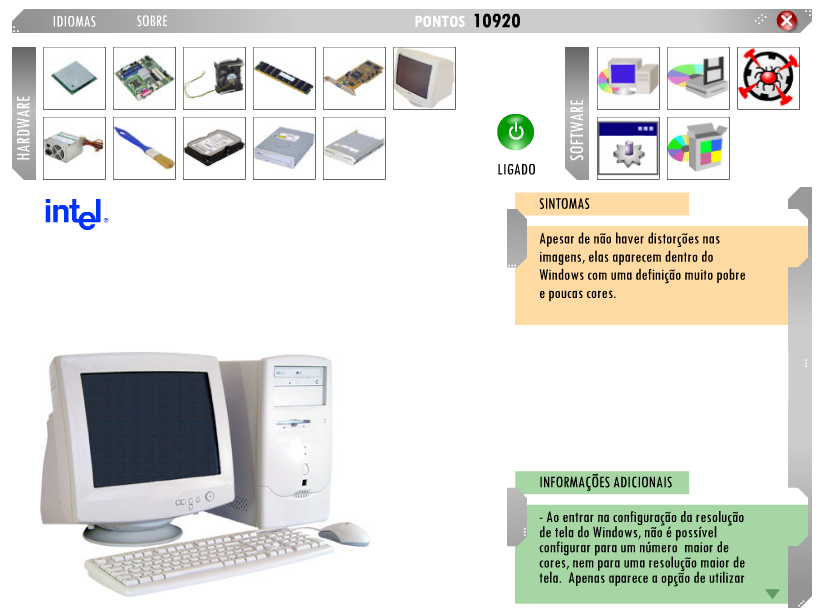 IDIOMAS SOBRE PONTOS 10920
HARDWARE
SOFTWARE
LIGADO
intel®
SINTOMAS
Apesar de não haver distorções nas
imagens, elas aparecem dentro do
Windows com uma definição muito pobre
e poucas cores.
INFORMAÇÕES ADICIONAIS
- Ao entrar na configuração da resolução
de tela do Windows, não é possível
configurar para um número maior de
cores, nem para uma resolução maior de
tela. Apenas aparece a opção de utilizar